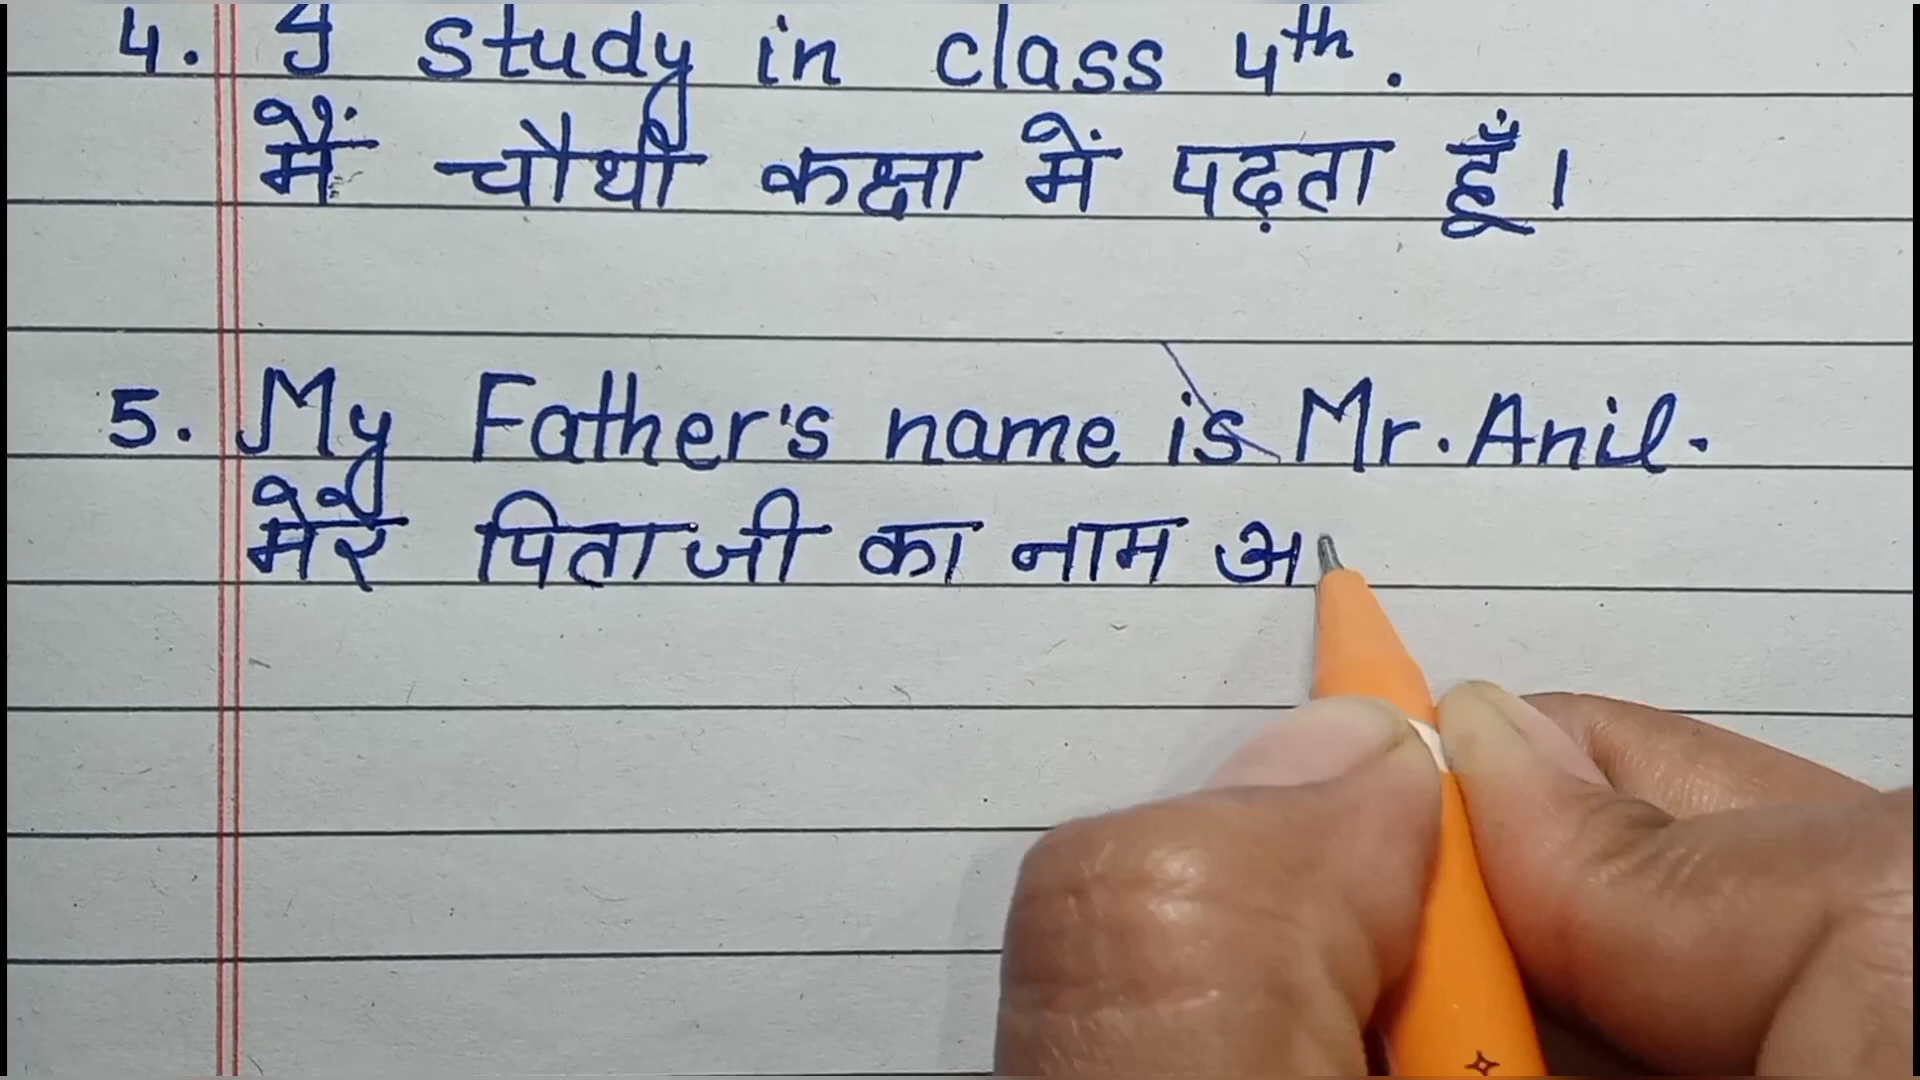 4. I study in class 4th.
मैं चौथी कक्षा में पढ़ता हूँ।
5. My Father's name is Mr. Anil.
मेरे पिताजी का नाम अ